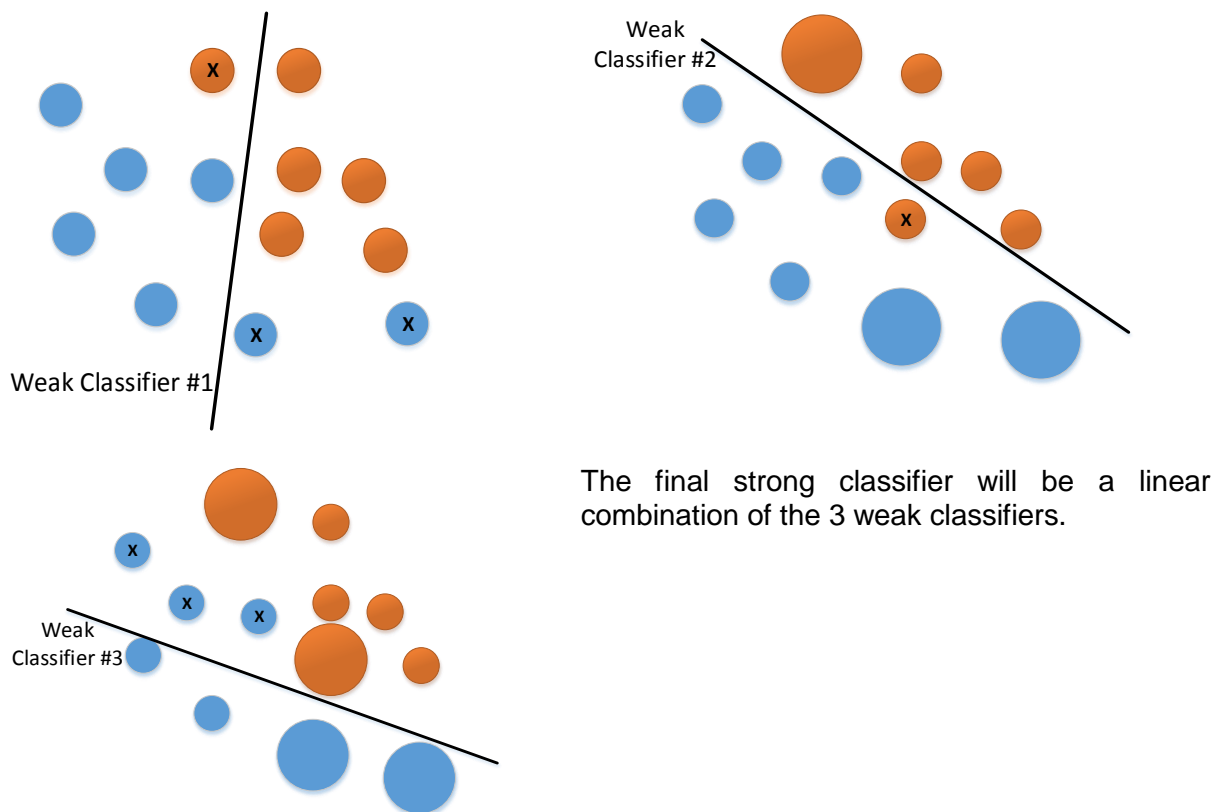 X
X
X
Weak Classifier #1
Weak
Classifier #2
X
X
X
X
Weak
Classifier #3
The final strong classifier will be a linear
combination of the 3 weak classifiers.